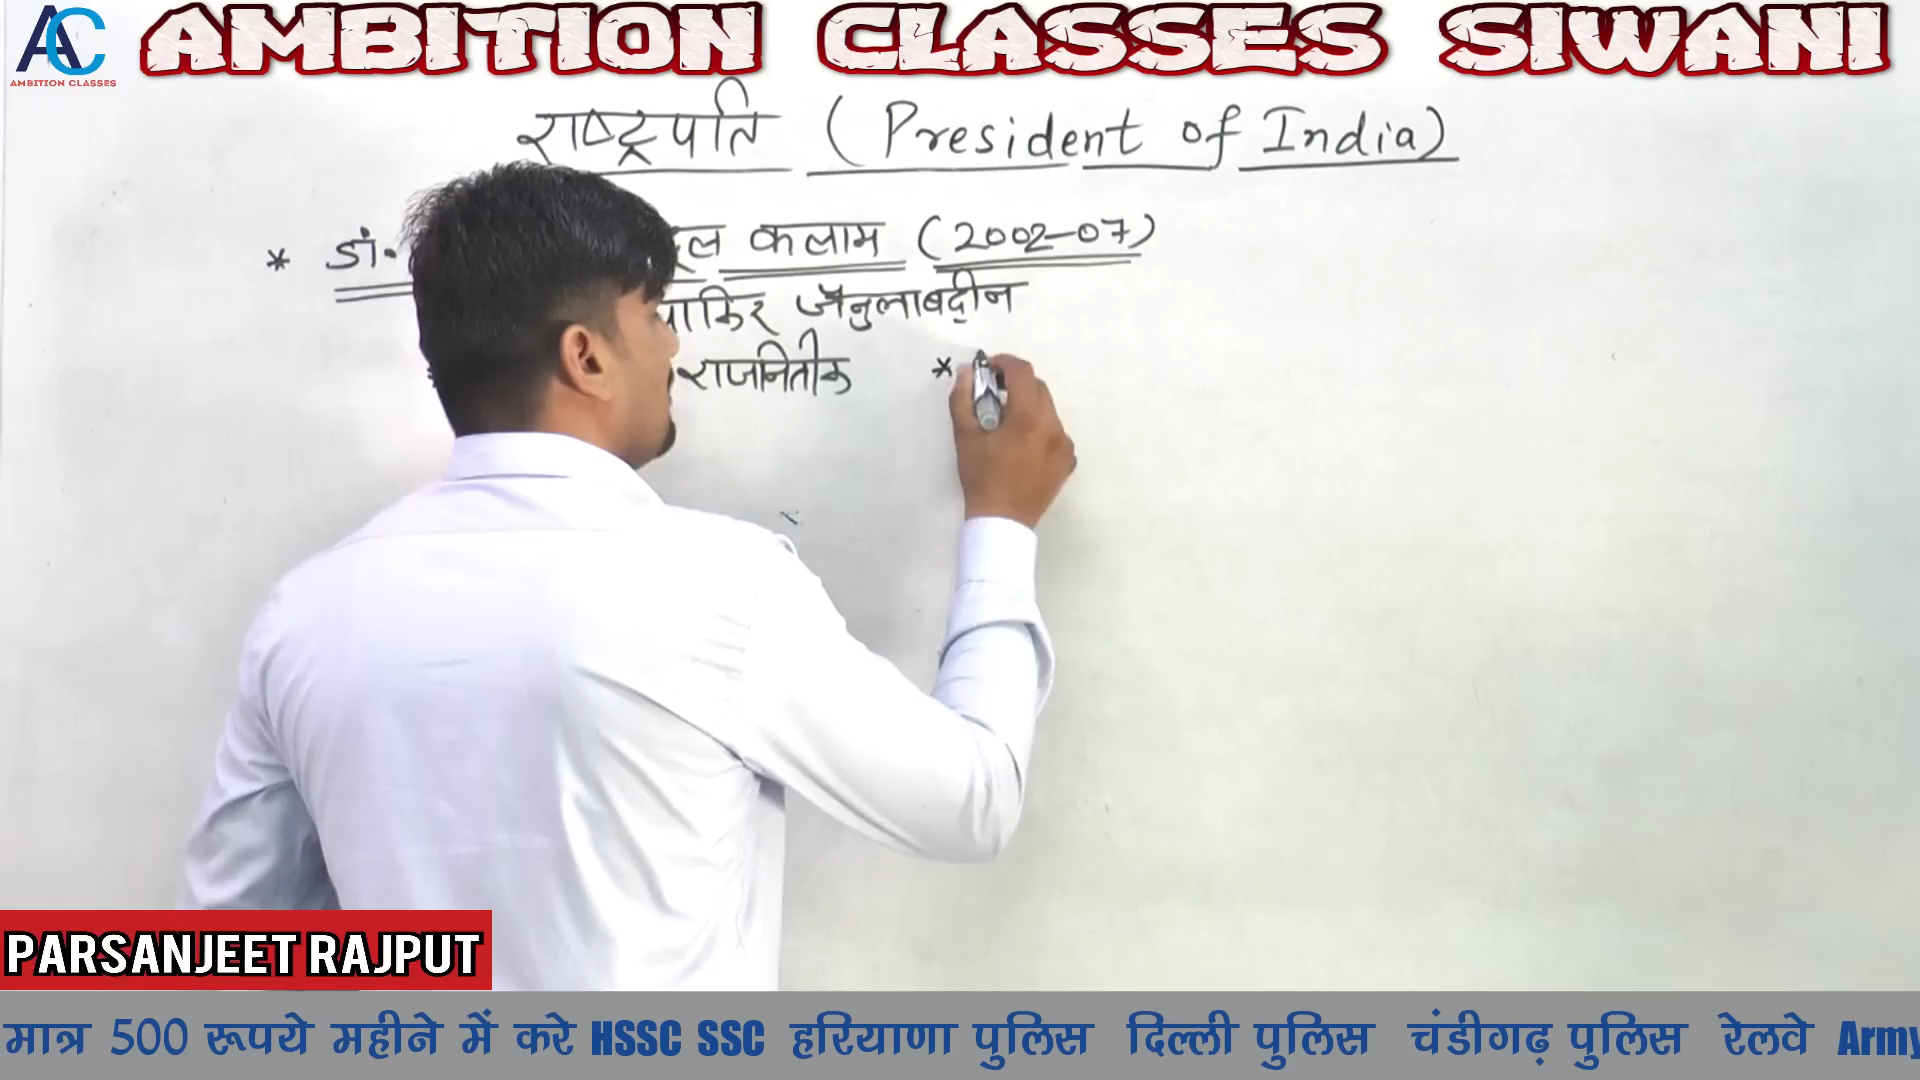 AC AMBITION CLASSES SIWANI
AMBITION CLASSES
राष्ट्रपति ( President of India )
* डां. कलाम (2002-07)
जैनुलाबदीन
राजनितीक *
PARSANJEET RAJPUT
मात्र 500 रूपये महीने में करे HSSC SSC हरियाणा पुलिस दिल्ली पुलिस चंडीगढ़ पुलिस रेलवे Army